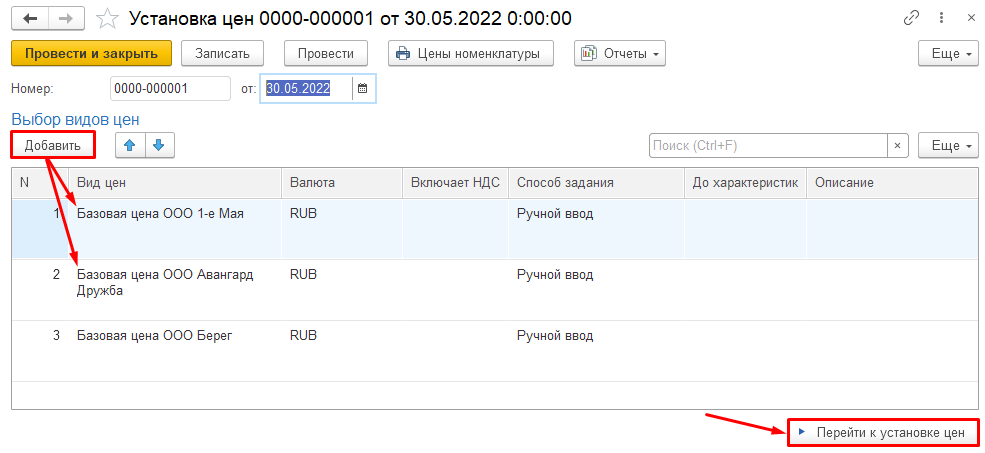 Установка цен 0000-000001 от 30.05.2022 0:00:00
Провести и закрыть Записать Провести Цены номенклатуры Отчеты Еще
Номер: 0000-000001 от: 30.05.2022
Выбор видов цен
Добавить Поиск (Ctrl+F) × Еще
N Вид цен Валюта Включает НДС Способ задания До характеристик Описание
1 Базовая цена ООО 1-е Мая RUB Ручной ввод
2 Базовая цена ООО Авангард RUB Ручной ввод
Дружба
3 Базовая цена ООО Берег RUB Ручной ввод
Перейти к установке цен